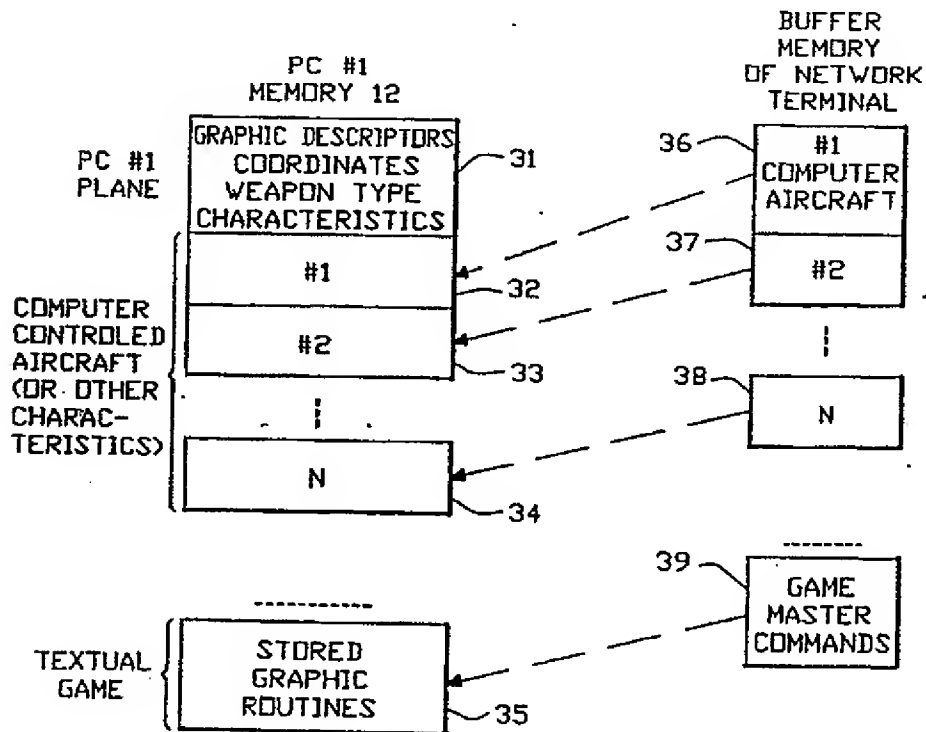 PC #1
MEMORY 12
BUFFER
MEMORY
OF NETWORK
TERMINAL
PC #1
PLANE
GRAPHIC DESCRIPTORS
COORDINATES
WEAPON TYPE
CHARACTERISTICS
31
36
#1
COMPUTER
AIRCRAFT
37
#2
COMPUTER
CONTROLED
AIRCRAFT
(OR OTHER
CHARAC-
TERISTICS)
#1
32
#2
33
38
N
N
34
39
GAME
MASTER
COMMANDS
TEXTUAL
GAME
STORED
GRAPHIC
ROUTINES
35